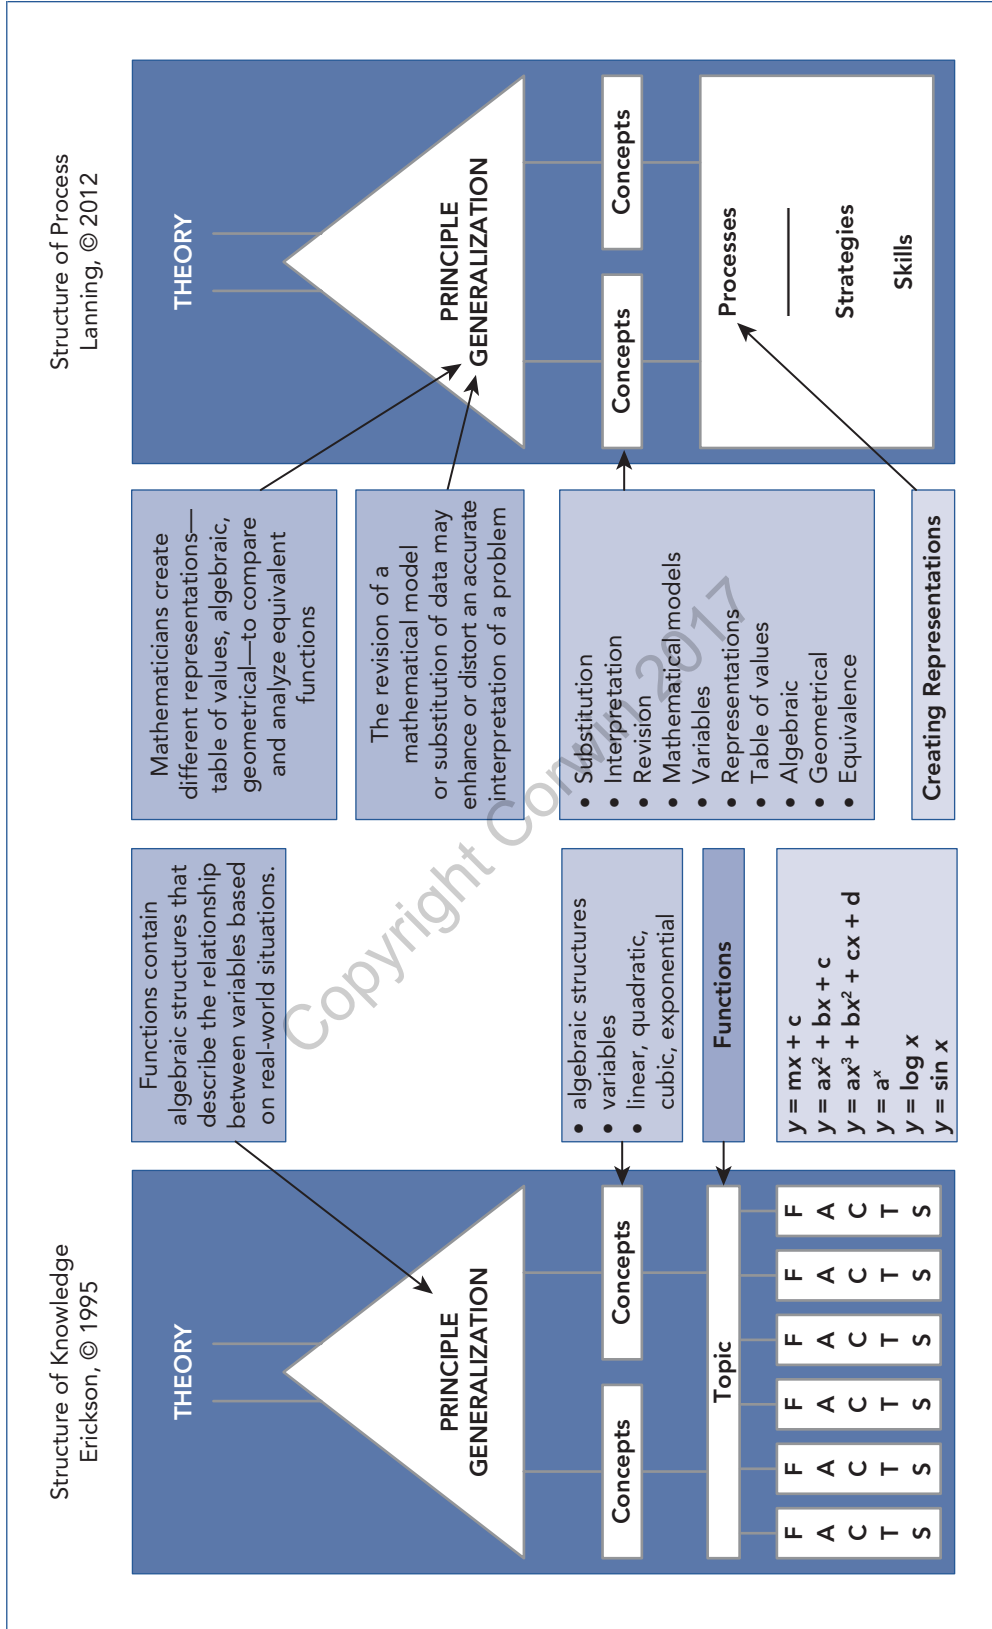 Structure of Knowledge
Erickson, © 1995
THEORY
PRINCIPLE
GENERALIZATION
Concepts
Concepts
Topic
F A C T S
F A C T S
F A C T S
F A C T S
F A C T S
F A C T S
Functions contain
algebraic structures that
describe the relationship
between variables based
on real-world situations.
• algebraic structures
• variables
• linear, quadratic,
cubic, exponential
Functions
y = mx + c
y = ax² + bx + c
y = ax³ + bx² + cx + d
y = aˣ
y = log x
y = sin x
Structure of Process
Lanning, © 2012
Mathematicians create
different representations—
table of values, algebraic,
geometrical—to compare
and analyze equivalent
functions
The revision of a
mathematical model
or substitution of data may
enhance or distort an accurate
interpretation of a problem
• Substitution
• Interpretation
• Revision
• Mathematical models
• Variables
• Representations
• Table of values
• Algebraic
• Geometrical
• Equivalence
Creating Representations
THEORY
PRINCIPLE
GENERALIZATION
Concepts
Concepts
Processes
Strategies
Skills
Copyright Corwin 2017